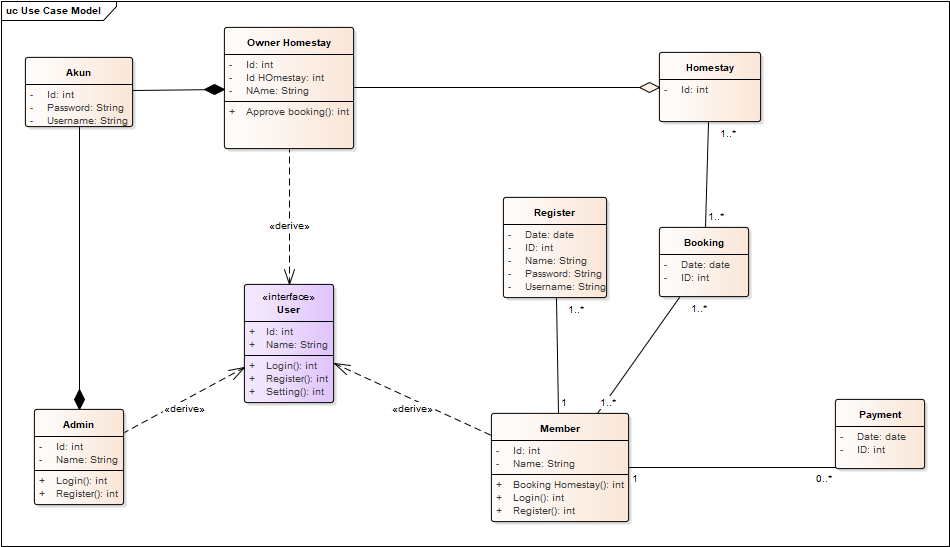 uc Use Case Model
Akun
- Id: int
- Password: String
- Username: String
Owner Homestay
- Id: int
- Id HOmestay: int
- NAme: String
+ Approve booking(): int
Homestay
- Id: int
1..*
1..*
«derive»
Register
- Date: date
- ID: int
- Name: String
- Password: String
- Username: String
1..*
1
Booking
- Date: date
- ID: int
1..*
1..*
«interface»
User
+ Id: int
+ Name: String
+ Login(): int
+ Register(): int
+ Setting(): int
«derive»
«derive»
Admin
- Id: int
- Name: String
+ Login(): int
+ Register(): int
Member
- Id: int
- Name: String
+ Booking Homestay(): int
+ Login(): int
+ Register(): int
1
0..*
Payment
- Date: date
- ID: int